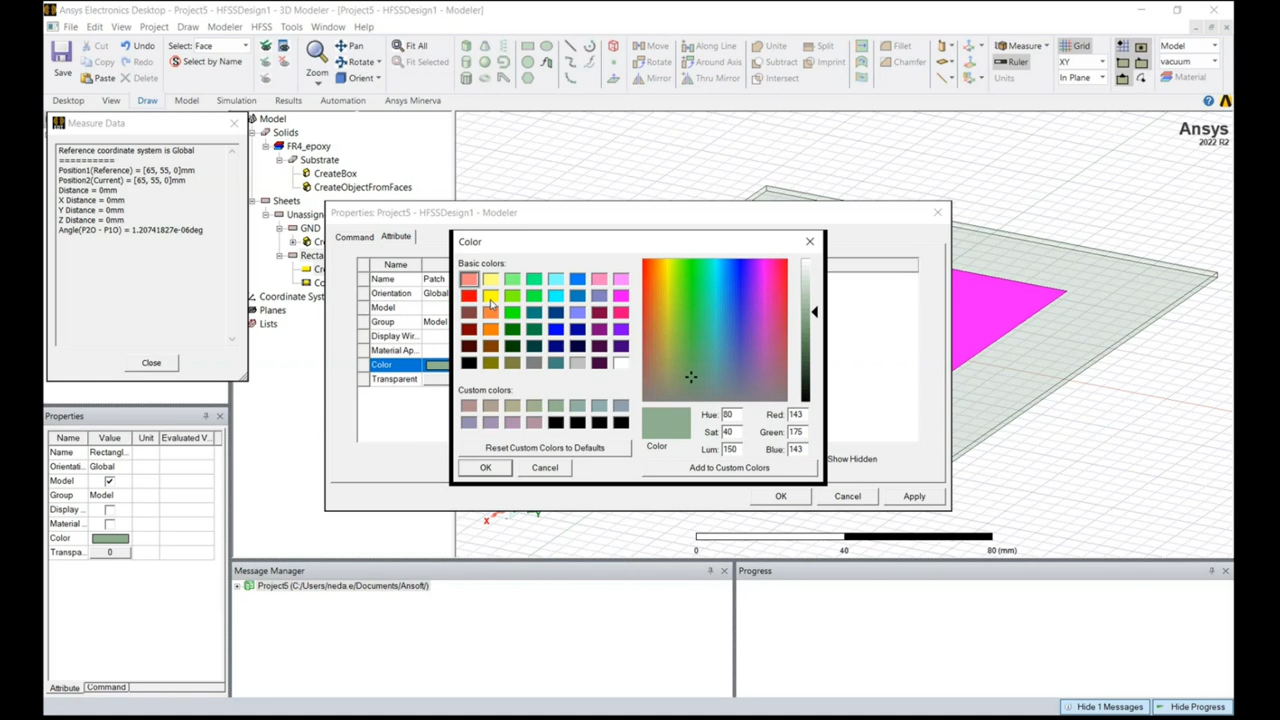 Ansys Electronics Desktop - Project5 - HFSSDesign1 - 3D Modeler - [Project5 - HFSSDesign1 - Modeler]
File Edit View Project Draw Modeler HFSS Tools Window Help
Save
Cut
Copy
Paste
Undo
Redo
Delete
Select: Face
Select by Name
Zoom
Pan
Rotate
Orient
Fit All
Fit Selected
Move
Rotate
Mirror
Along Line
Around Axis
Thru Mirror
Unite
Subtract
Intersect
Split
Imprint
Fillet
Chamfer
Measure
Ruler
Units
Grid
XY
In Plane
Model
vacuum
Material
Desktop View Draw Model Simulation Results Automation Ansys Minerva
Measure Data
Reference coordinate system is Global
==========
Position1(Reference) = [65, 55, 0]mm
Position2(Current) = [65, 55, 0]mm
Distance = 0mm
X Distance = 0mm
Y Distance = 0mm
Z Distance = 0mm
Angle(P2O - P1O) = 1.20741827e-06deg
Close
Model
Solids
FR4_epoxy
Substrate
CreateBox
CreateObjectFromFaces
Sheets
Unassign
GND
Cr
Recta
Cr
Co
Coordinate Sys
Planes
Lists
Ansys
2022 R2
Properties: Project5 - HFSSDesign1 - Modeler
Command Attribute
Name
Name Patch
Orientation Global
Model
Group Model
Display Wir...
Material Ap...
Color
Transparent
Show Hidden
OK Cancel Apply
Color
Basic colors:
Custom colors:
Reset Custom Colors to Defaults
OK Cancel
Color
Hue: 80 Red: 143
Sat: 40 Green: 175
Lum: 150 Blue: 143
Add to Custom Colors
X Y
0 40 80 (mm)
Properties
Name Value Unit Evaluated V...
Name Rectangl...
Orientati... Global
Model
Group Model
Display ...
Material ...
Color
Transpa... 0
Attribute Command
Message Manager
Project5 (C:/Users/neda.e/Documents/Ansoft/)
Progress
Hide 1 Messages Hide Progress